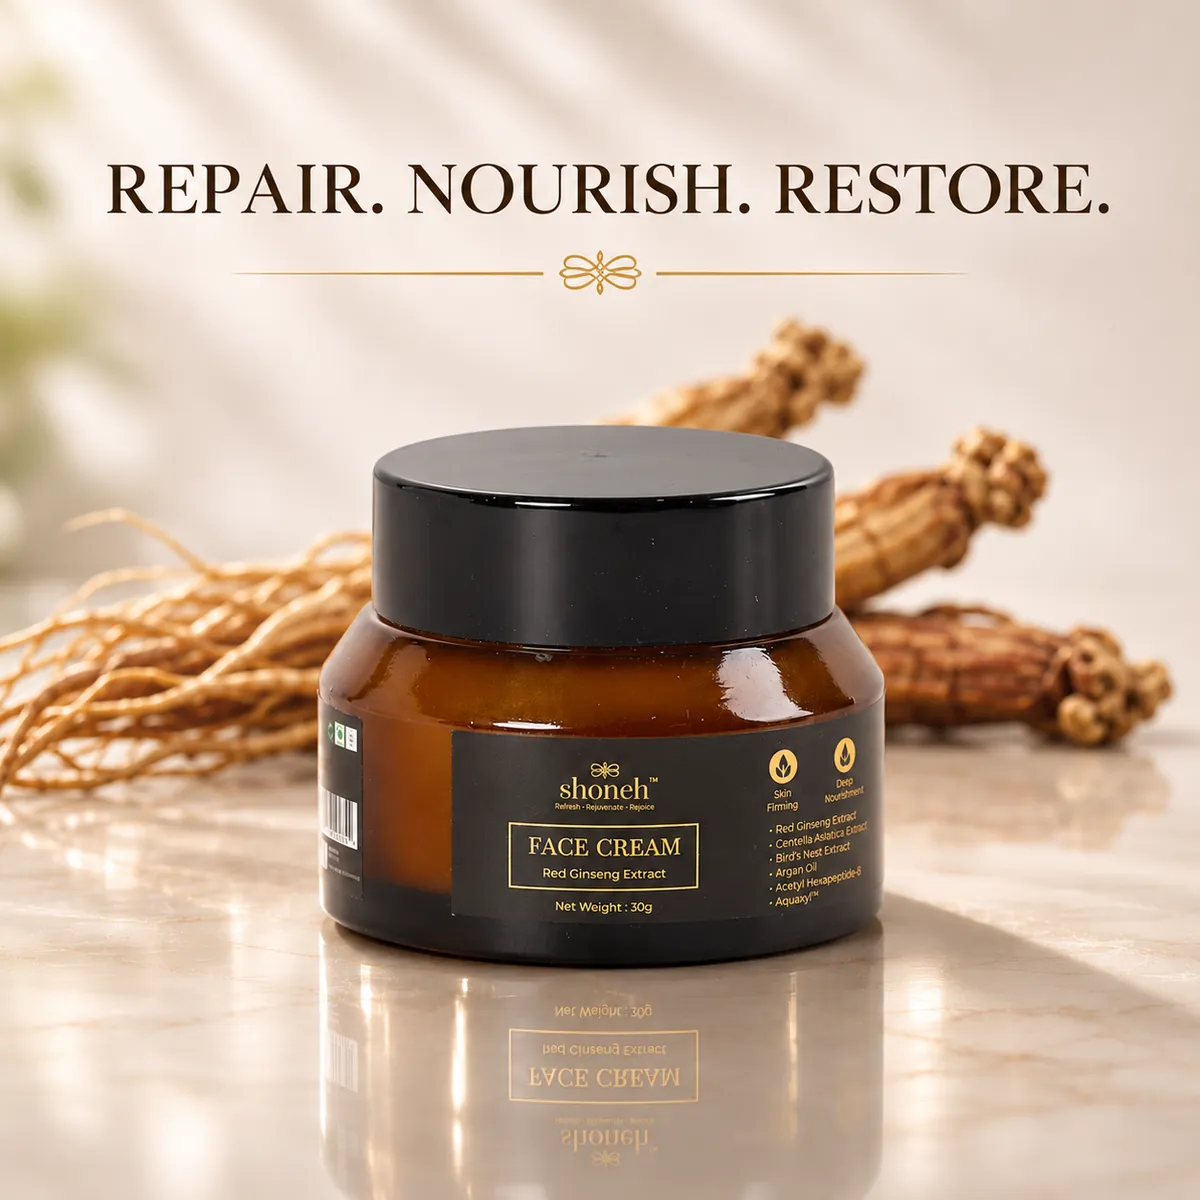 REPAIR. NOURISH. RESTORE.
shoneh™
Refresh • Rejuvenate • Rejoice
FACE CREAM
Red Ginseng Extract
Net Weight : 30g
Skin
Firming
Deep
Nourishment
• Red Ginseng Extract
• Centella Asiatica Extract
• Bird's Nest Extract
• Argan Oil
• Acetyl Hexapeptide-8
• Aquaxyl™